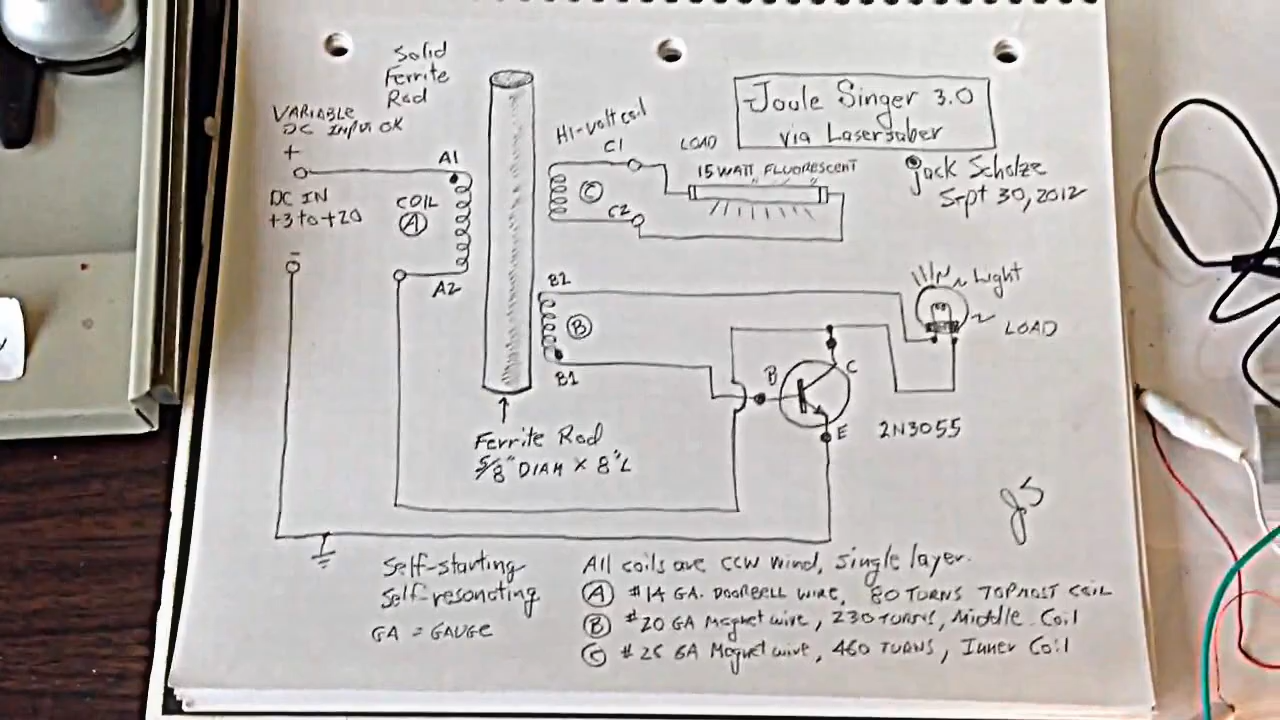 Solid
Ferrite
Rod
VARIABLE
DC INPUT OK
+
DC IN
+3 to +20
-
A1
COIL
A
A2
Hi-volt coil
C1
C
C2
LOAD
15 WATT FLUORESCENT
Joule Singer 3.0
via Lasersaber
Jack Scholze
Sept 30, 2012
B2
B
B1
Light
LOAD
B
C
E
2N3055
Ferrite Rod
5/8" DIAM X 8"L
JS
Self-starting
Self-resonating
GA = GAUGE
All coils are CCW wind, single layer.
A #14 GA. DOORBELL WIRE, 80 TURNS TOPMOST COIL
B #20 GA Magnet wire, 230 TURNS, Middle Coil
C #26 GA Magnet wire, 460 TURNS, Inner Coil